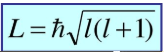 L = ħ√l(l+1)